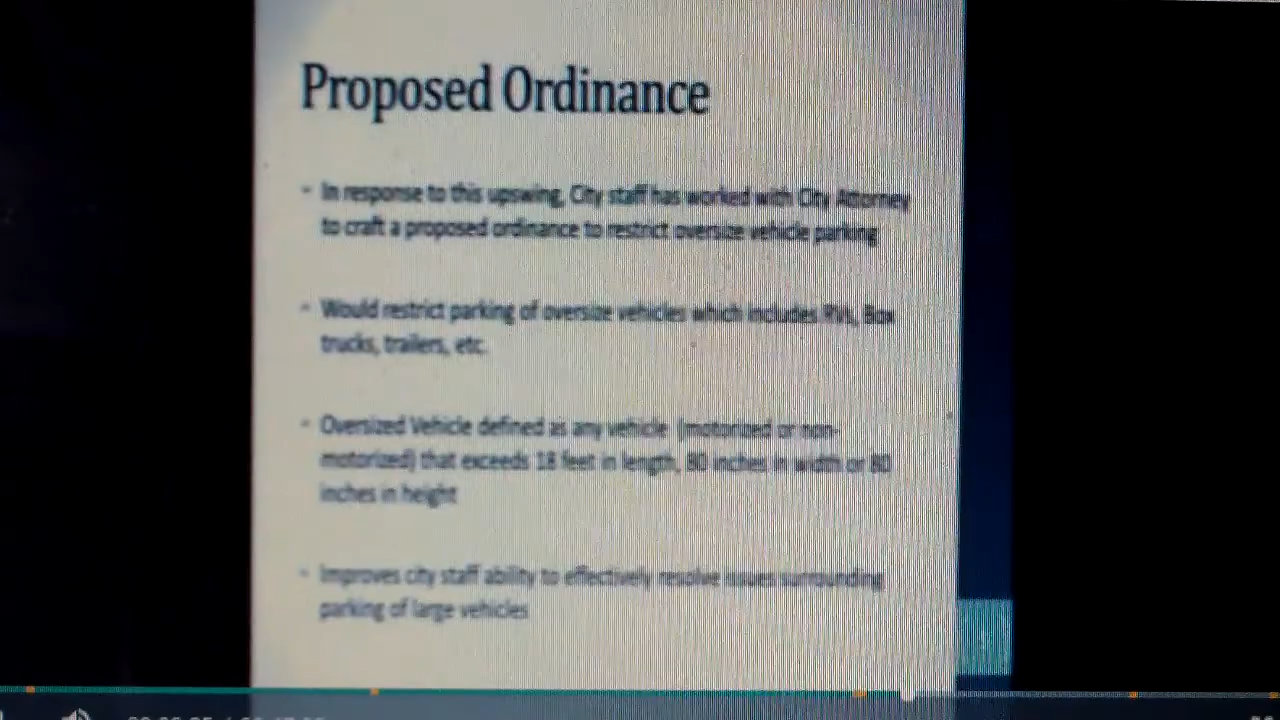 Proposed Ordinance
- In response to this upswing, City staff has worked with City Attorney
to craft a proposed ordinance to restrict oversize vehicle parking
- Would restrict parking of oversize vehicles which includes RVs, Box
trucks, trailers, etc.
- Oversized Vehicle defined as any vehicle (motorized or non-
motorized) that exceeds 18 feet in length, 80 inches in width or 80
inches in height
- Improves city staff ability to effectively resolve issues surrounding
parking of large vehicles